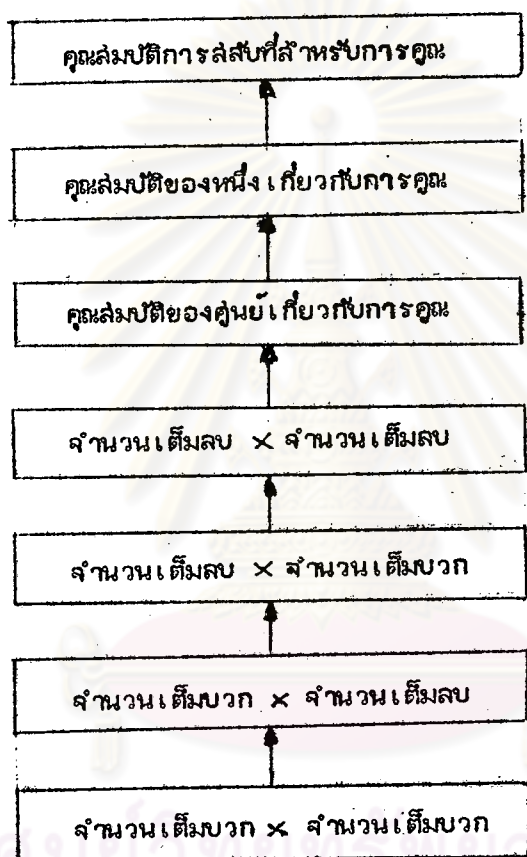 คุณสมบัติการสลับที่สำหรับการคูณ
คุณสมบัติของหนึ่งเกี่ยวกับการคูณ
คุณสมบัติของศูนย์เกี่ยวกับการคูณ
จำนวนเต็มลบ × จำนวนเต็มลบ
จำนวนเต็มลบ × จำนวนเต็มบวก
จำนวนเต็มบวก × จำนวนเต็มลบ
จำนวนเต็มบวก × จำนวนเต็มบวก